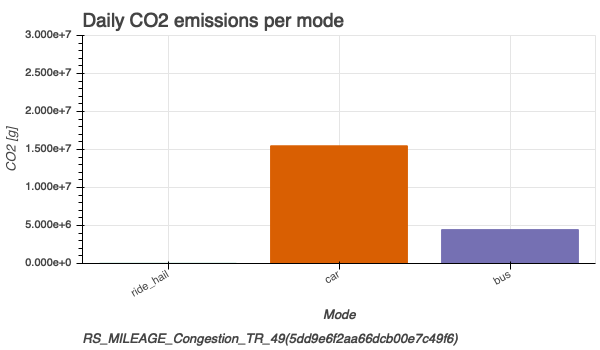 Daily CO2 emissions per mode
3.000e+7
2.500e+7
2.000e+7
1.500e+7
1.000e+7
5.000e+6
0.000e+0
CO2 [g]
ride_hail
car
bus
Mode
RS_MILEAGE_Congestion_TR_49(5dd9e6f2aa66dcb00e7c49f6)